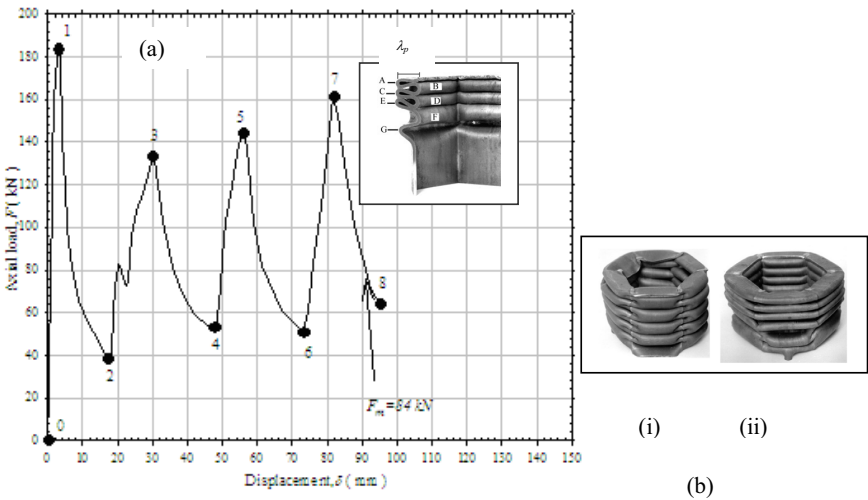 200
180
160
140
120
100
80
60
40
20
0
Axial load, F ( kN )
(a)
1
3
5
7
2
4
6
8
0
λp
A
B
C
D
E
F
G
Fm = 84 kN
0 10 20 30 40 50 60 70 80 90 100 110 120 130 140 150
Displacement, δ ( mm )
(i) (ii)
(b)